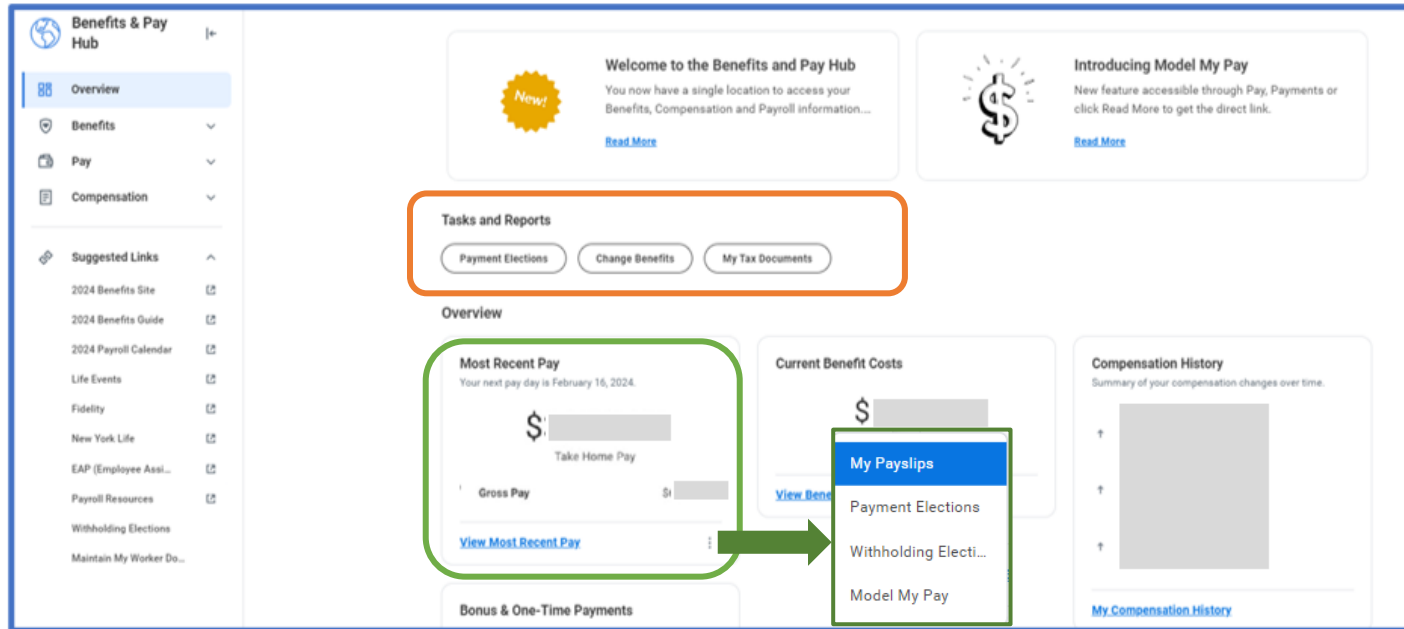 Benefits & Pay
Hub
Overview
Benefits
Pay
Compensation
Suggested Links
2024 Benefits Site
2024 Benefits Guide
2024 Payroll Calendar
Life Events
Fidelity
New York Life
EAP (Employee Assi...
Payroll Resources
Withholding Elections
Maintain My Worker Do...
New!
Welcome to the Benefits and Pay Hub
You now have a single location to access your
Benefits, Compensation and Payroll information....
Read More
$
Introducing Model My Pay
New feature accessible through Pay, Payments or
click Read More to get the direct link.
Read More
Tasks and Reports
Payment Elections
Change Benefits
My Tax Documents
Overview
Most Recent Pay
Your next pay day is February 16, 2024.
$
Take Home Pay
Gross Pay $
View Most Recent Pay
Current Benefit Costs
$
View Bene
My Payslips
Payment Elections
Withholding Electi...
Model My Pay
Compensation History
Summary of your compensation changes over time.
My Compensation History
Bonus & One-Time Payments